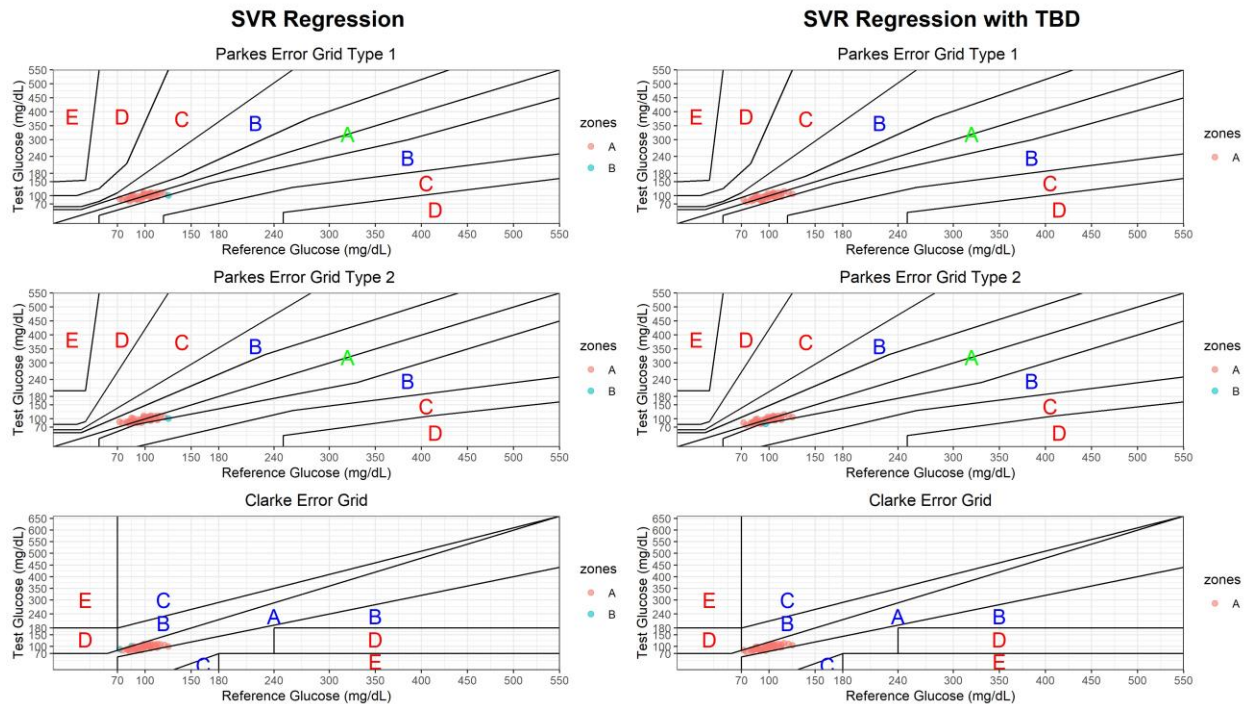 SVR Regression
SVR Regression with TBD
Parkes Error Grid Type 1
Test Glucose (mg/dL)
550
450
350
300
240
180
150
100
70
E
D
C
B
A
B
C
D
70 100 150 180 240 300 350 400 450 500 550
Reference Glucose (mg/dL)
zones
A
B
Parkes Error Grid Type 1
Test Glucose (mg/dL)
550
450
350
300
240
180
150
100
70
E
D
C
B
A
B
C
D
70 100 150 180 240 300 350 400 450 500 550
Reference Glucose (mg/dL)
zones
A
Parkes Error Grid Type 2
Test Glucose (mg/dL)
550
500
450
400
350
300
240
180
150
100
70
E
D
C
B
A
B
C
D
70 100 150 180 240 300 350 400 450 500 550
Reference Glucose (mg/dL)
zones
A
B
Parkes Error Grid Type 2
Test Glucose (mg/dL)
550
500
450
400
350
300
240
180
150
100
70
E
D
C
B
A
B
C
D
70 100 150 180 240 300 350 400 450 500 550
Reference Glucose (mg/dL)
zones
A
B
Clarke Error Grid
Test Glucose (mg/dL)
650
600
550
500
450
400
350
300
240
180
150
100
70
E
D
C
B
A
B
D
C
E
70 100 150 180 240 300 350 400 450 500 550
Reference Glucose (mg/dL)
zones
A
B
Clarke Error Grid
Test Glucose (mg/dL)
650
600
550
500
450
400
350
300
240
180
150
100
70
E
D
C
B
A
B
D
C
E
70 100 150 180 240 300 350 400 450 500 550
Reference Glucose (mg/dL)
zones
A